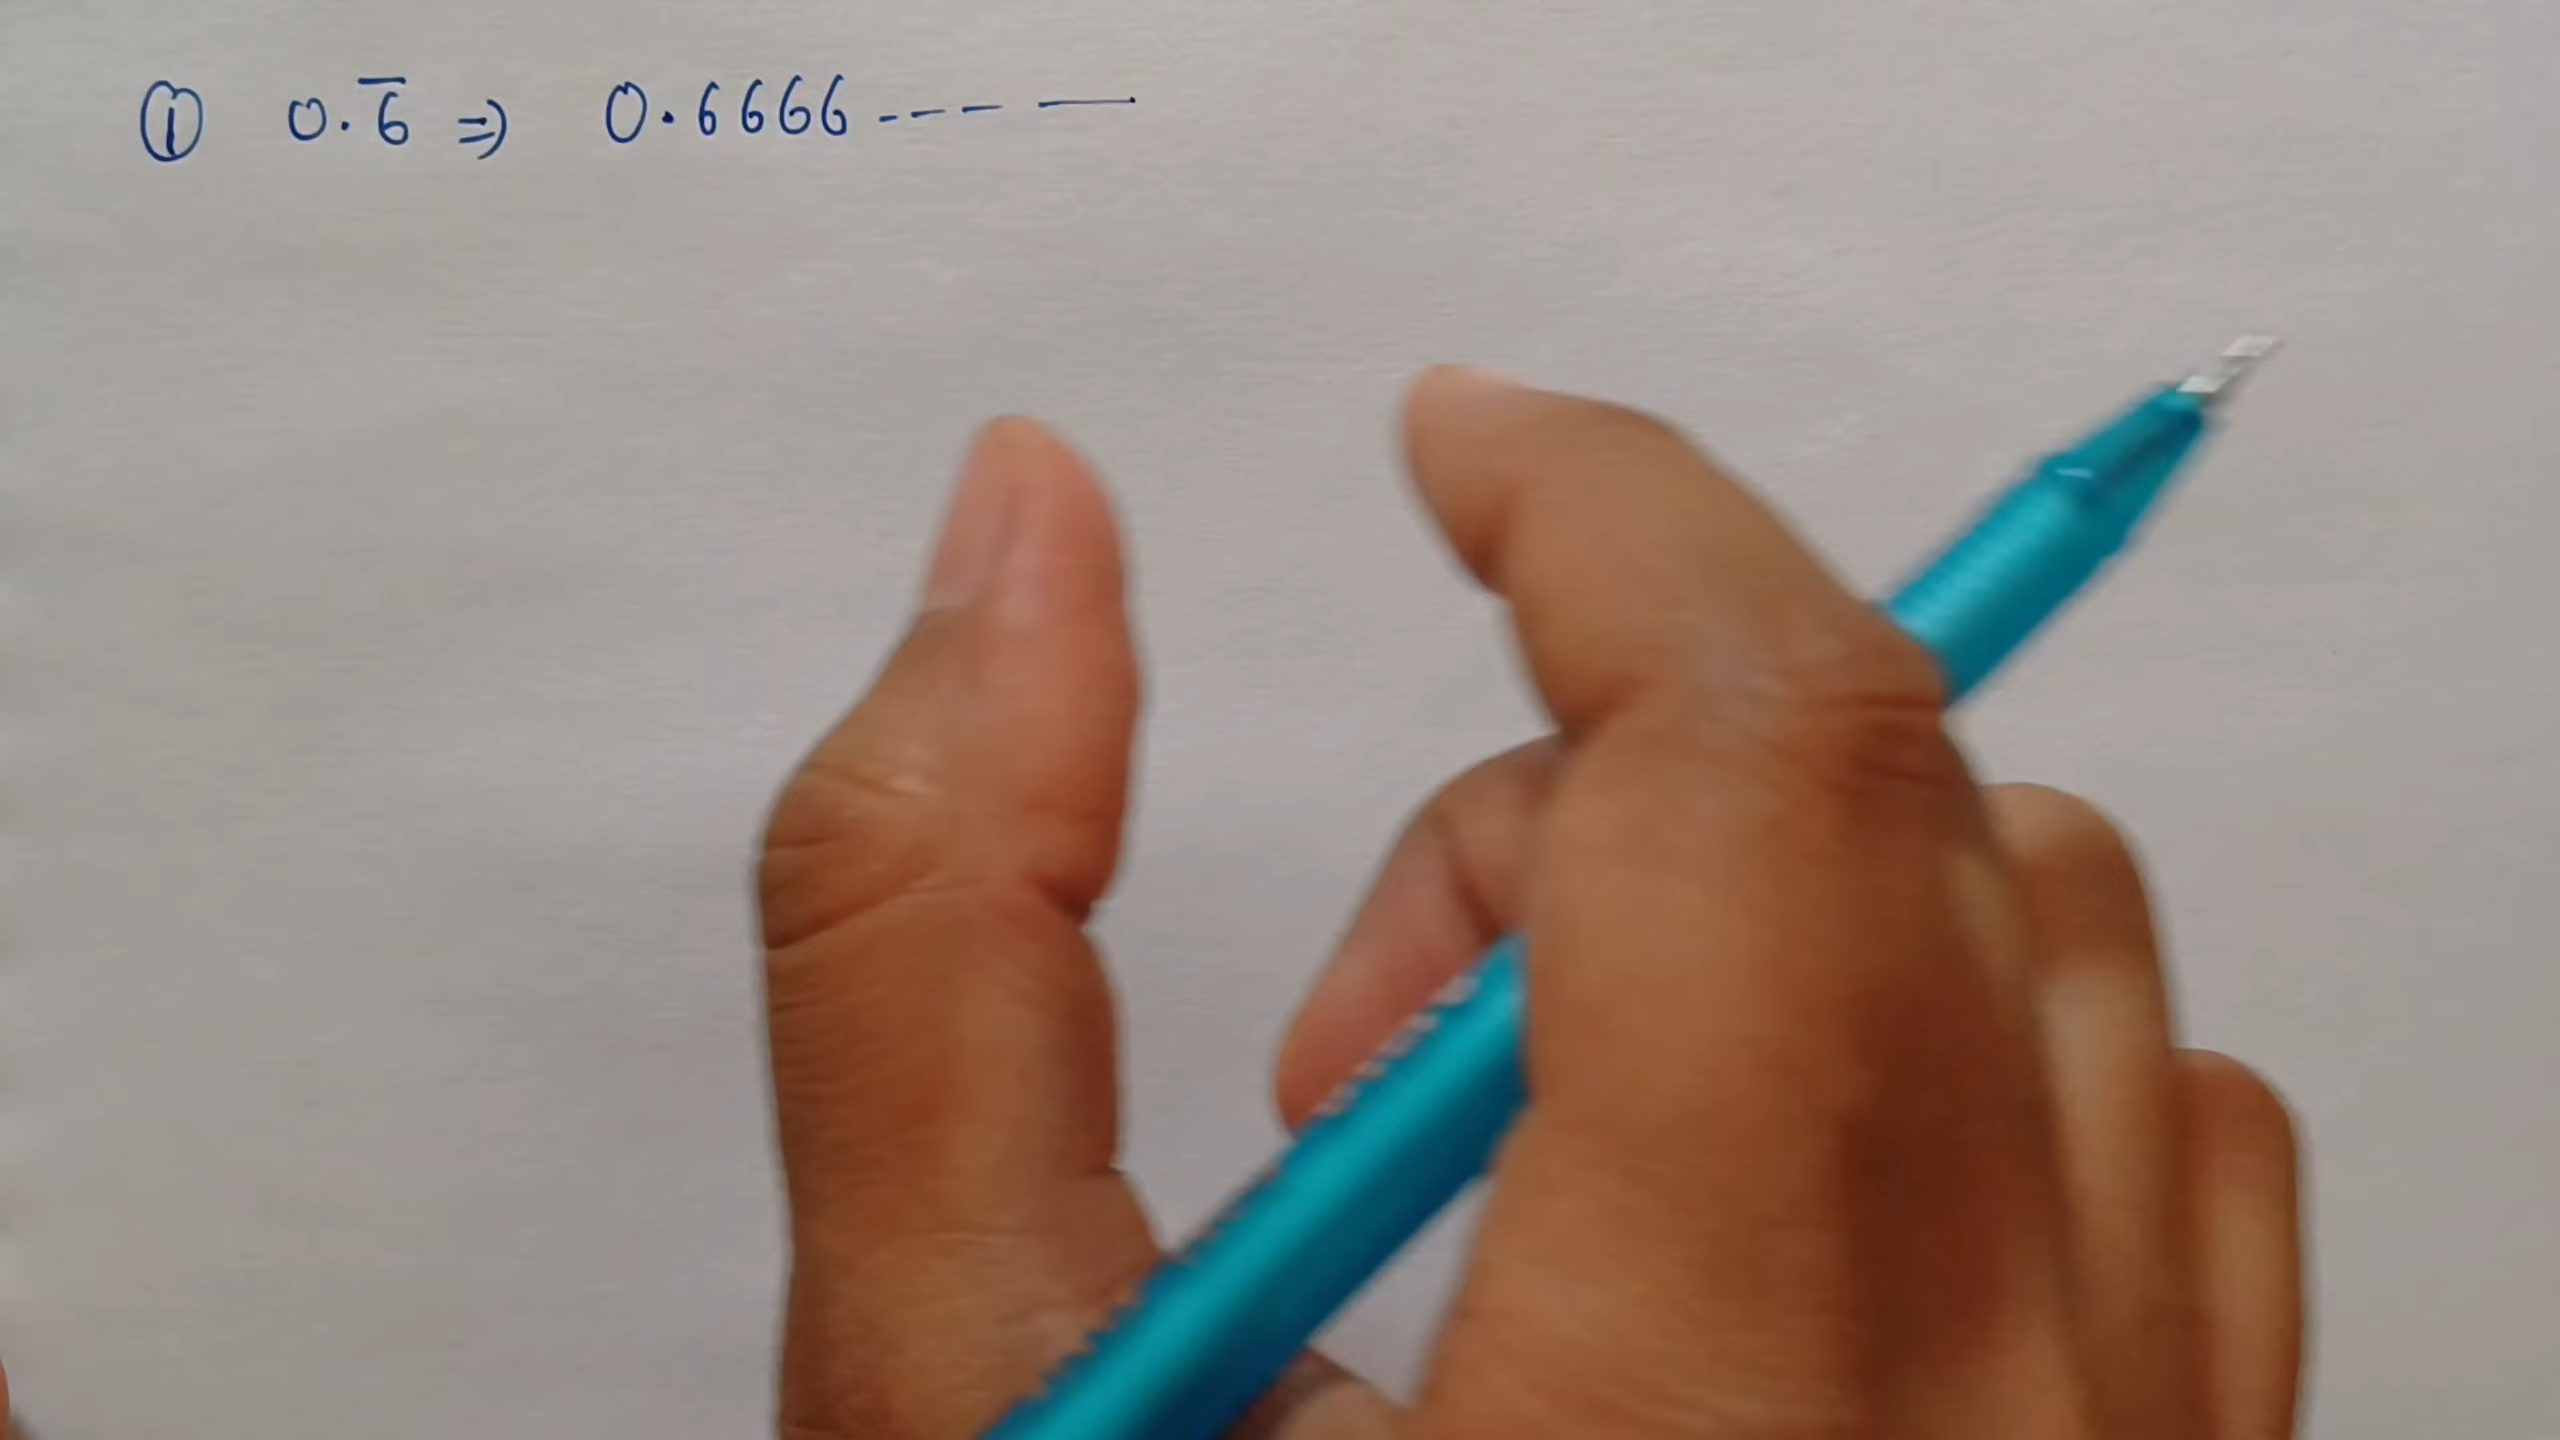 ① 0.6̅ ⇒ 0.6666---- —